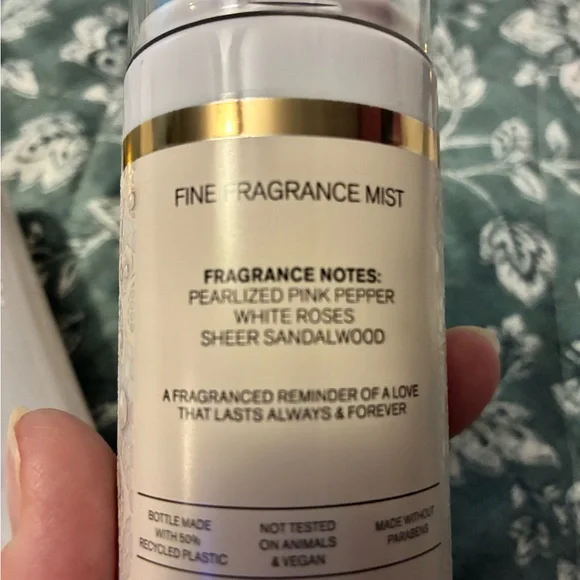 FINE FRAGRANCE MIST
FRAGRANCE NOTES:
PEARLIZED PINK PEPPER
WHITE ROSES
SHEER SANDALWOOD
A FRAGRANCED REMINDER OF A LOVE
THAT LASTS ALWAYS & FOREVER
BOTTLE MADE
WITH 50%
RECYCLED PLASTIC
NOT TESTED
ON ANIMALS
& VEGAN
MADE WITHOUT
PARABENS